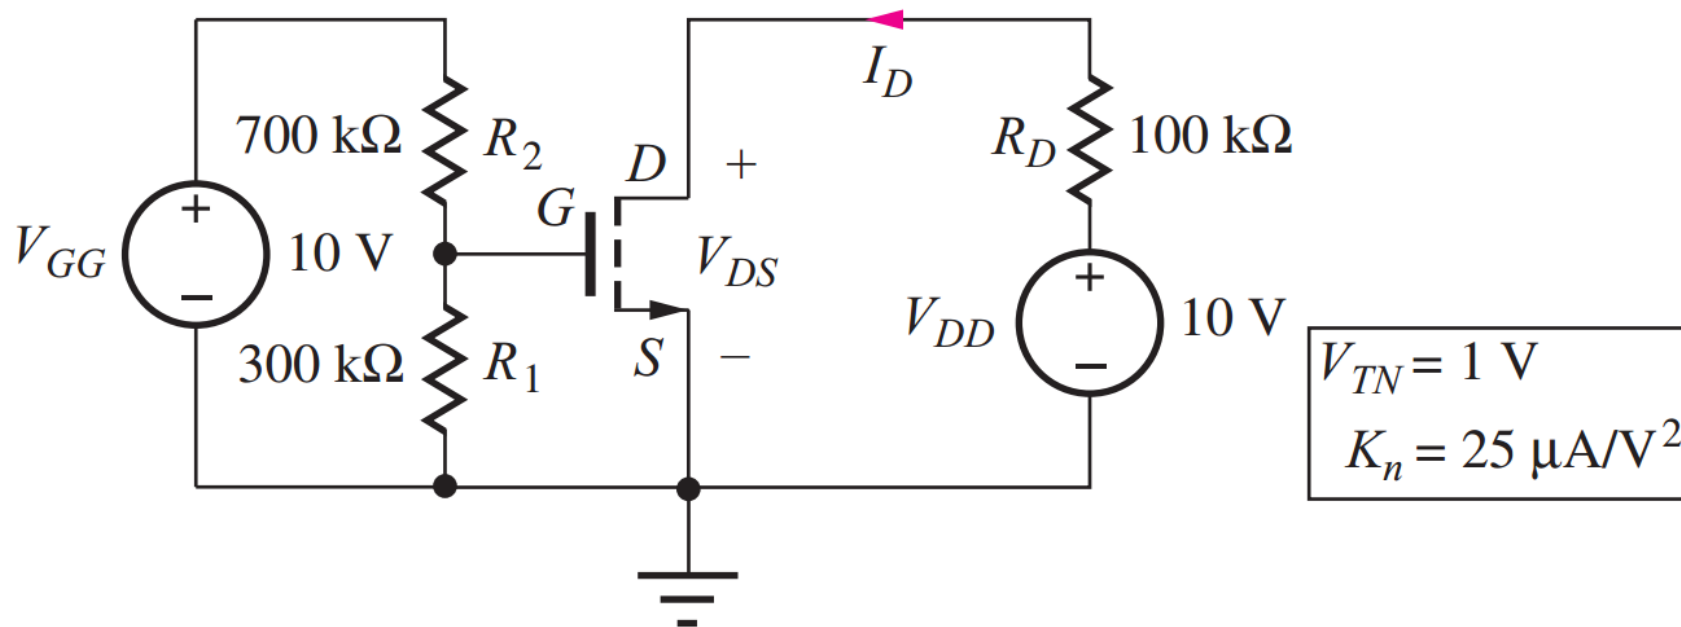 I_D
700 kΩ R_2
R_D 100 kΩ
D +
G
V_GG + 10 V −
V_DS
+
V_DD 10 V
−
300 kΩ R_1
S −
V_TN = 1 V
K_n = 25 μA/V²